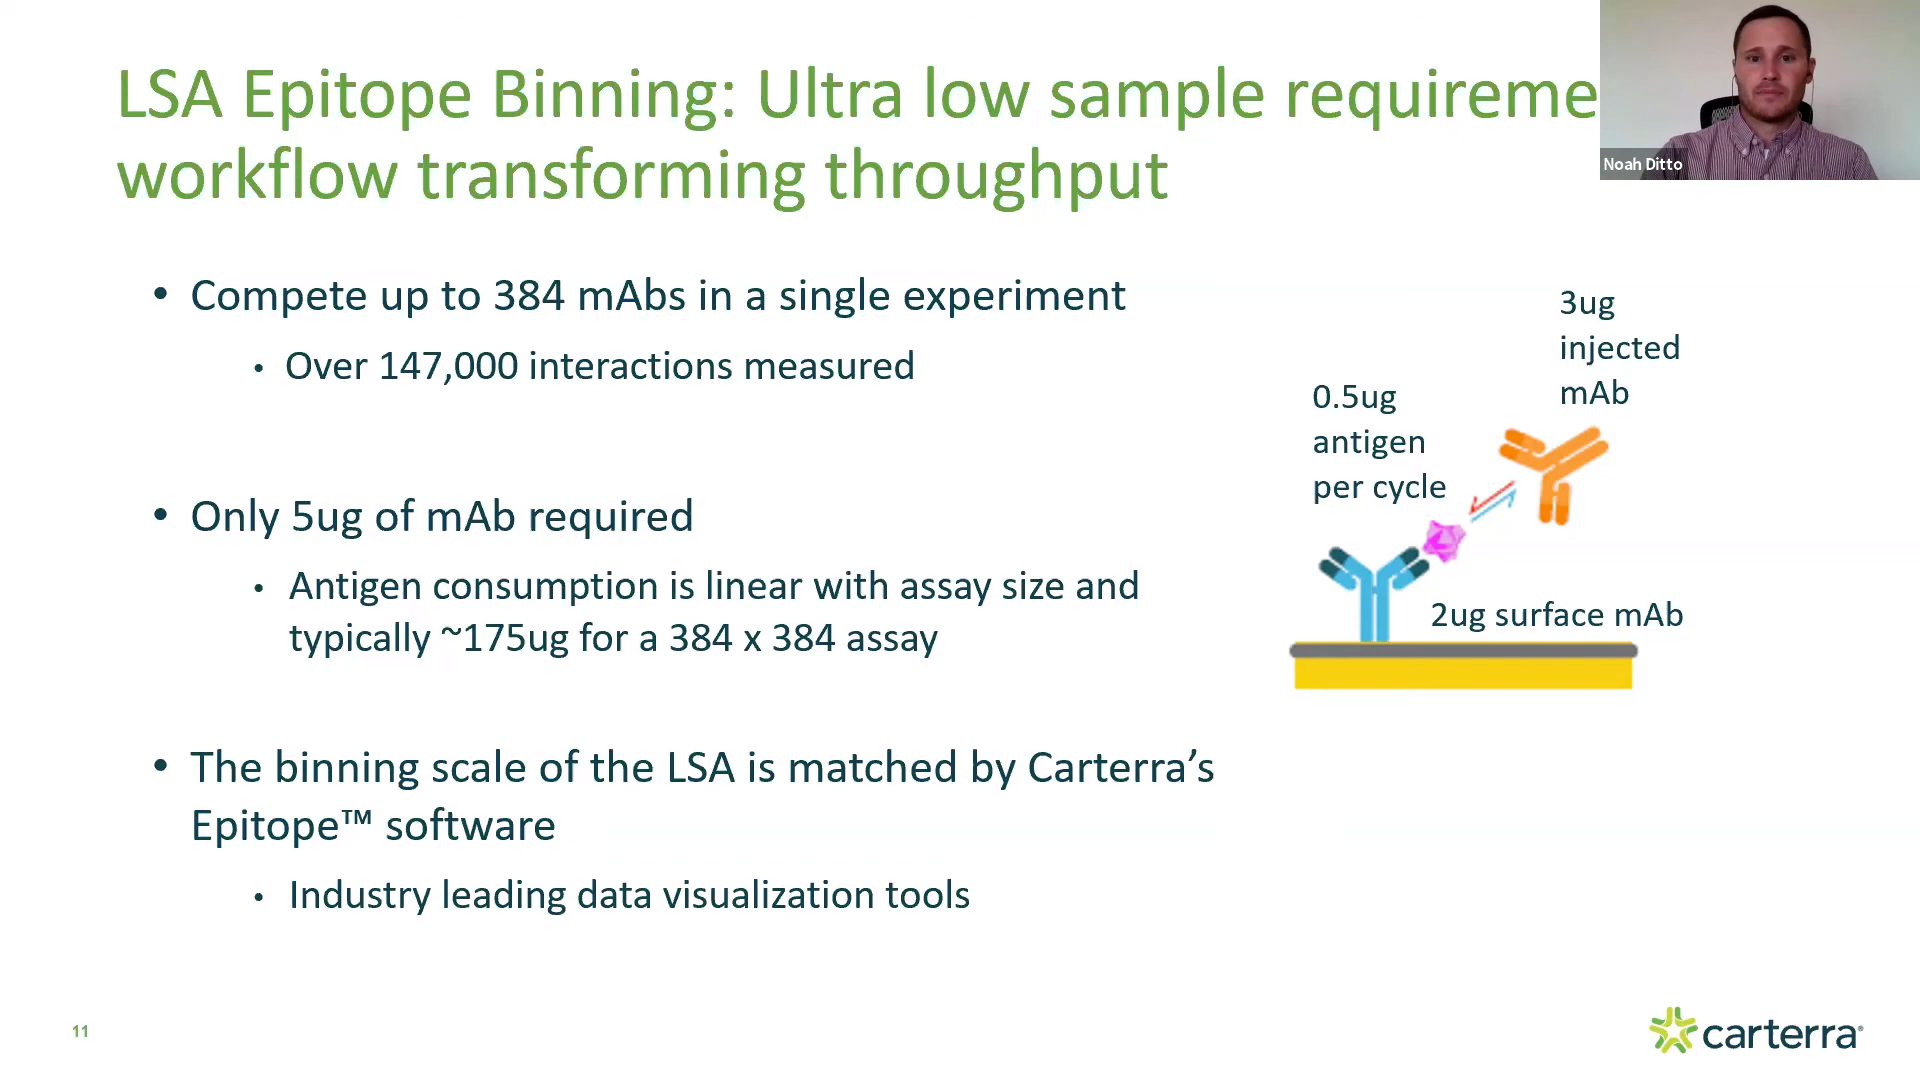 LSA Epitope Binning: Ultra low sample requireme
workflow transforming throughput
Noah Ditto
• Compete up to 384 mAbs in a single experiment
• Over 147,000 interactions measured
• Only 5ug of mAb required
• Antigen consumption is linear with assay size and
typically ~175ug for a 384 x 384 assay
• The binning scale of the LSA is matched by Carterra’s
Epitope™ software
• Industry leading data visualization tools
3ug
injected
mAb
0.5ug
antigen
per cycle
2ug surface mAb
11
carterra®